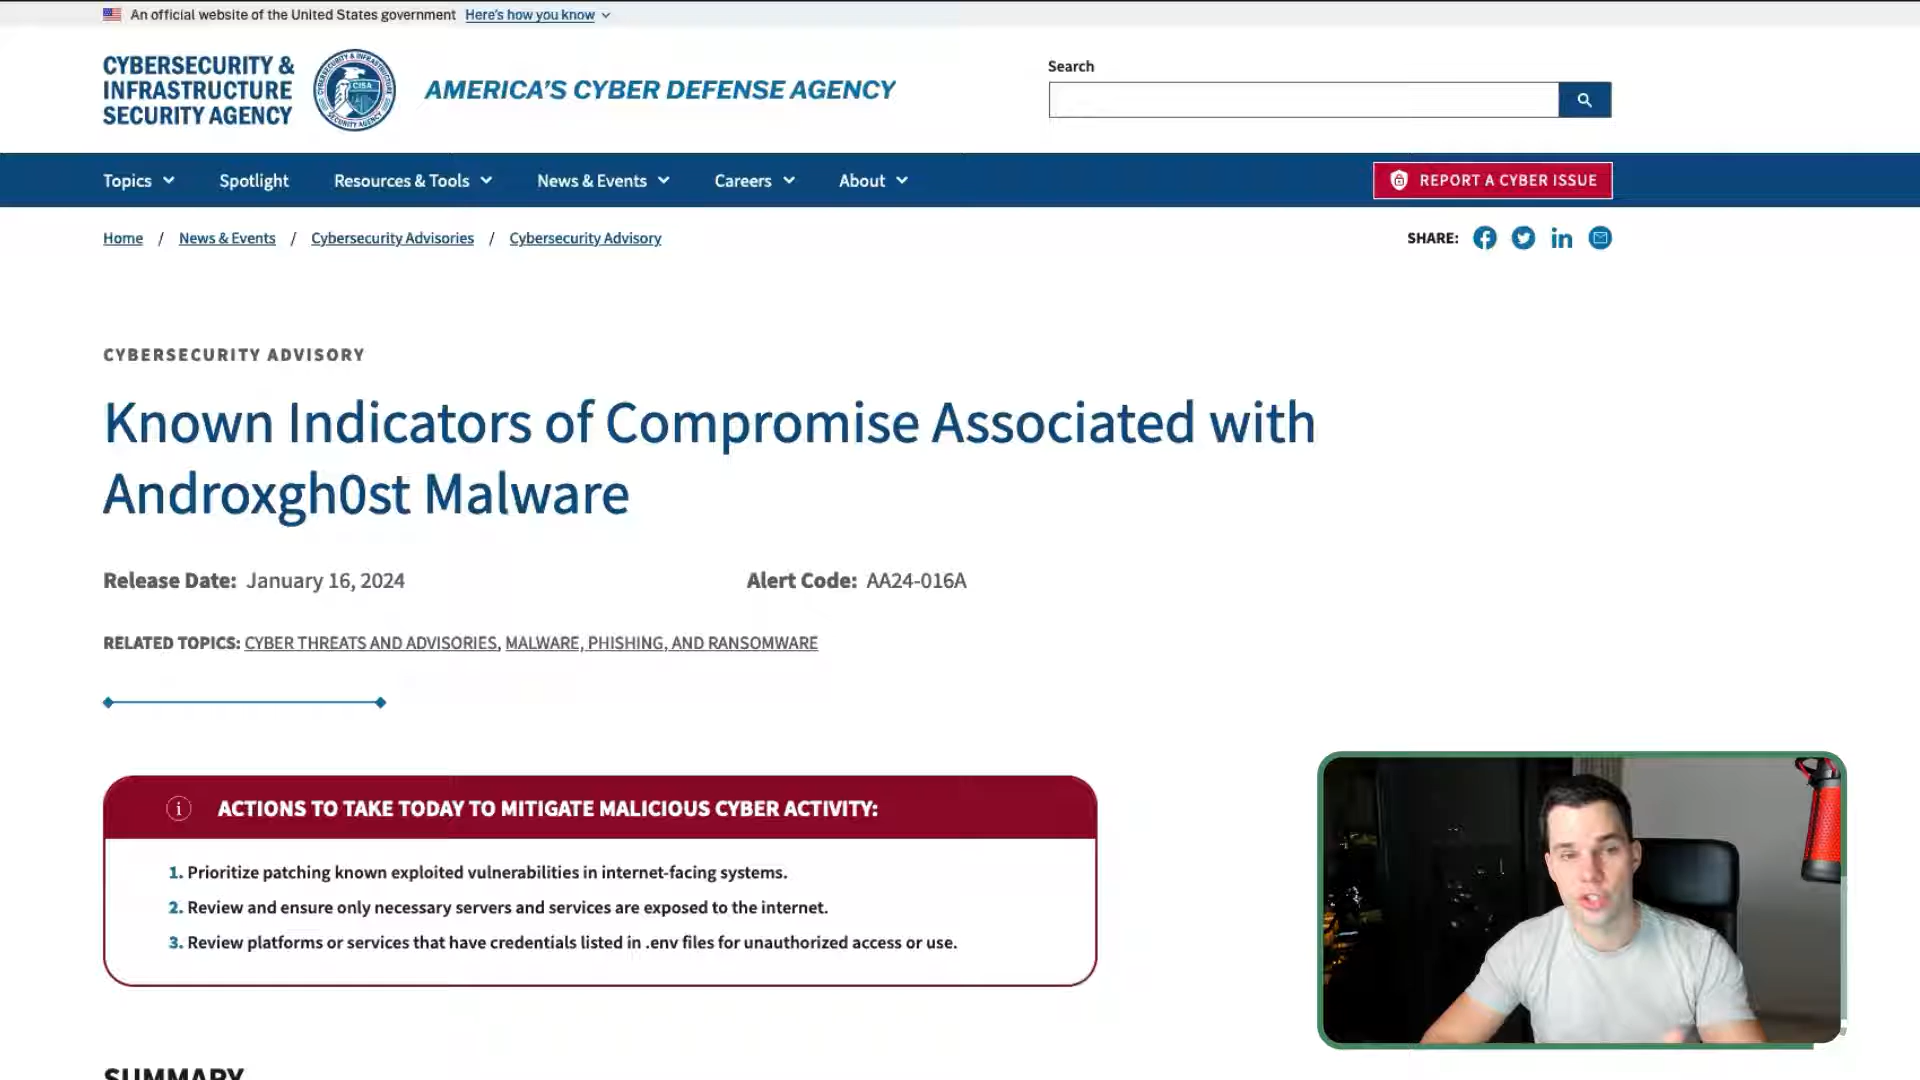 An official website of the United States government Here's how you know
CYBERSECURITY &
INFRASTRUCTURE
SECURITY AGENCY
CISA
AMERICA'S CYBER DEFENSE AGENCY
Search
Topics Spotlight Resources & Tools News & Events Careers About REPORT A CYBER ISSUE
Home / News & Events / Cybersecurity Advisories / Cybersecurity Advisory SHARE:
CYBERSECURITY ADVISORY
Known Indicators of Compromise Associated with
Androxgh0st Malware
Release Date: January 16, 2024 Alert Code: AA24-016A
RELATED TOPICS: CYBER THREATS AND ADVISORIES, MALWARE, PHISHING, AND RANSOMWARE
ACTIONS TO TAKE TODAY TO MITIGATE MALICIOUS CYBER ACTIVITY:
1. Prioritize patching known exploited vulnerabilities in internet-facing systems.
2. Review and ensure only necessary servers and services are exposed to the internet.
3. Review platforms or services that have credentials listed in .env files for unauthorized access or use.
SUMMARY